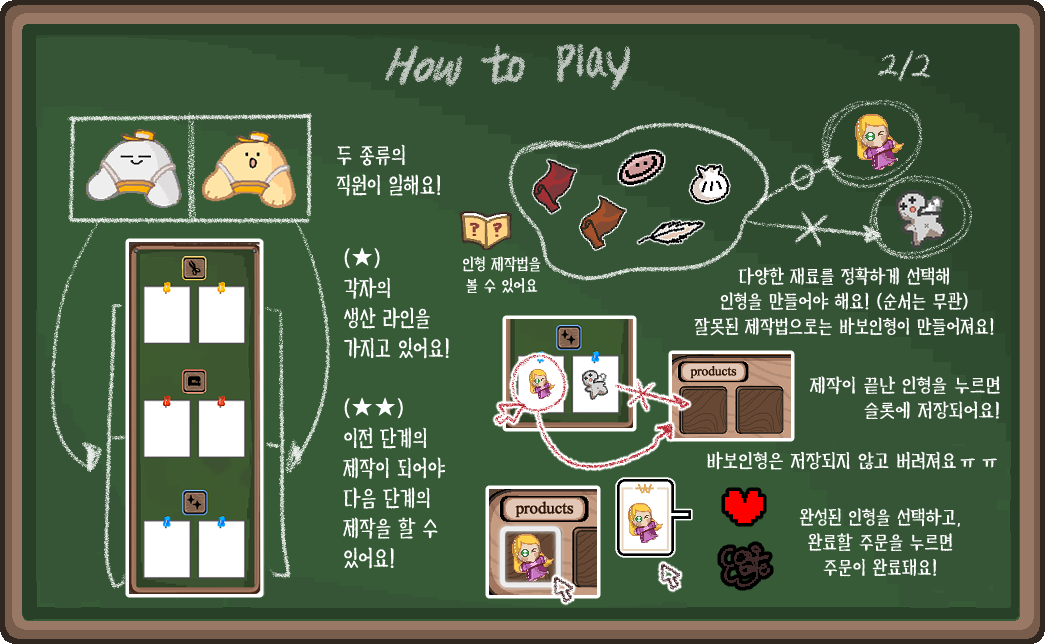 How to Play
2/2
두 종류의
직원이 일해요!
(★)
각자의
생산 라인을
가지고 있어요!
(★★)
이전 단계의
제작이 되어야
다음 단계의
제작을 할 수
있어요!
? ?
인형 제작법을
볼 수 있어요
다양한 재료를 정확하게 선택해
인형을 만들어야 해요! (순서는 무관)
잘못된 제작법으로는 바보인형이 만들어져요!
products
제작이 끝난 인형을 누르면
슬롯에 저장되어요!
바보인형은 저장되지 않고 버려져요ㅠㅠ
products
완성된 인형을 선택하고,
완료할 주문을 누르면
주문이 완료돼요!